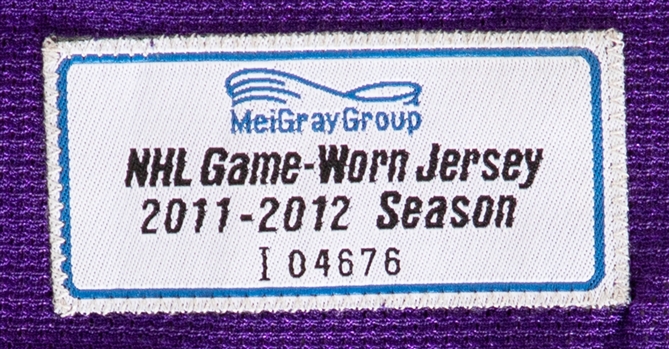 MeiGrayGroup
NHL Game-Worn Jersey
2011-2012 Season
I 04676